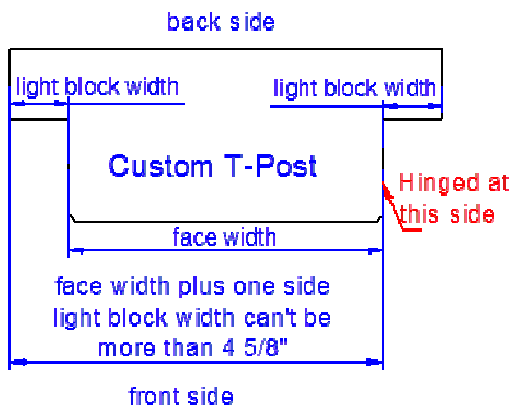 back side
light block width
light block width
Custom T-Post
Hinged at
this side
face width
face width plus one side
light block width can't be
more than 4 5/8"
front side